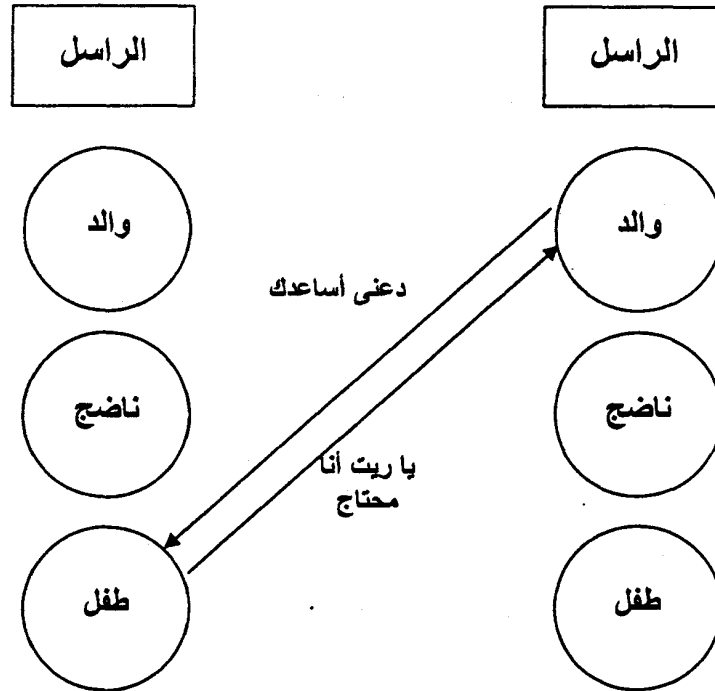 الراسل
الراسل
والد
والد
دعنى أساعدك
ناضج
ناضج
يا ريت أنا
محتاج
طفل
طفل